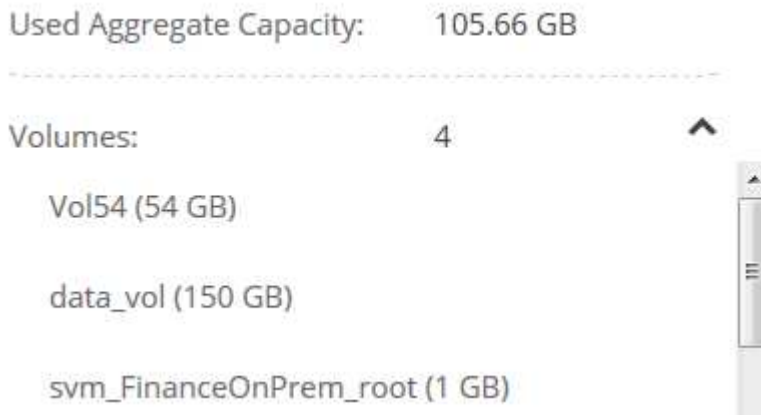 Used Aggregate Capacity: 105.66 GB
Volumes: 4
Vol54 (54 GB)
data_vol (150 GB)
svm_FinanceOnPrem_root (1 GB)